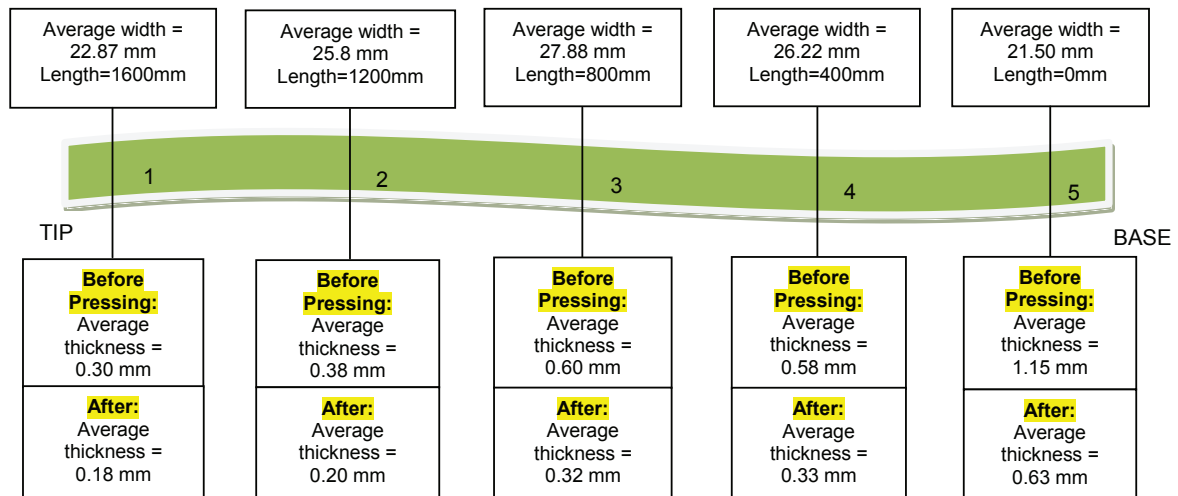 Average width =
22.87 mm
Length=1600mm
Average width =
25.8 mm
Length=1200mm
Average width =
27.88 mm
Length=800mm
Average width =
26.22 mm
Length=400mm
Average width =
21.50 mm
Length=0mm
1
2
3
4
5
TIP
BASE
Before
Pressing:
Average
thickness =
0.30 mm
After:
Average
thickness =
0.18 mm
Before
Pressing:
Average
thickness =
0.38 mm
After:
Average
thickness =
0.20 mm
Before
Pressing:
Average
thickness =
0.60 mm
After:
Average
thickness =
0.32 mm
Before
Pressing:
Average
thickness =
0.58 mm
After:
Average
thickness =
0.33 mm
Before
Pressing:
Average
thickness =
1.15 mm
After:
Average
thickness =
0.63 mm